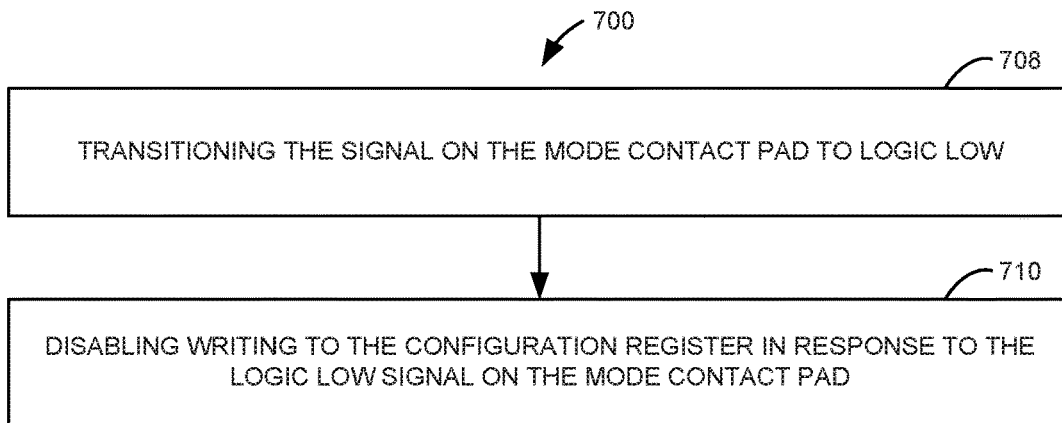 700
708
TRANSITIONING THE SIGNAL ON THE MODE CONTACT PAD TO LOGIC LOW
710
DISABLING WRITING TO THE CONFIGURATION REGISTER IN RESPONSE TO THE
LOGIC LOW SIGNAL ON THE MODE CONTACT PAD